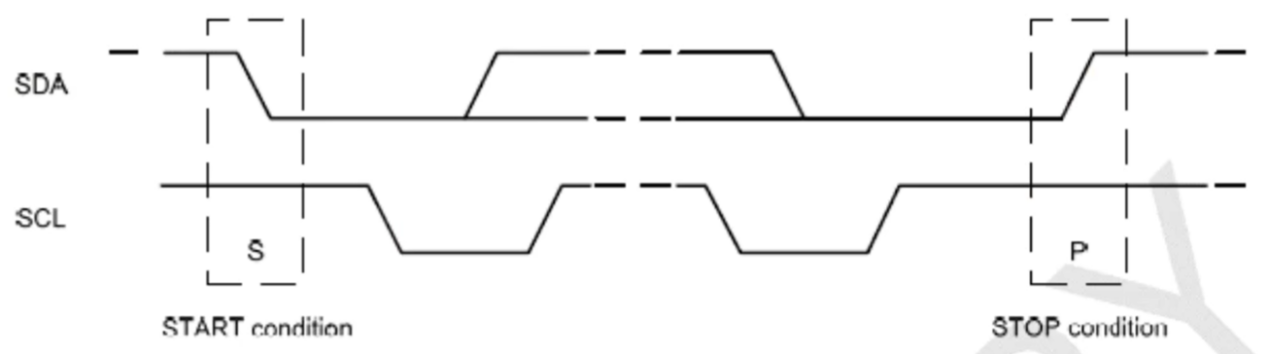 SDA
SCL
S
P
START condition
STOP condition